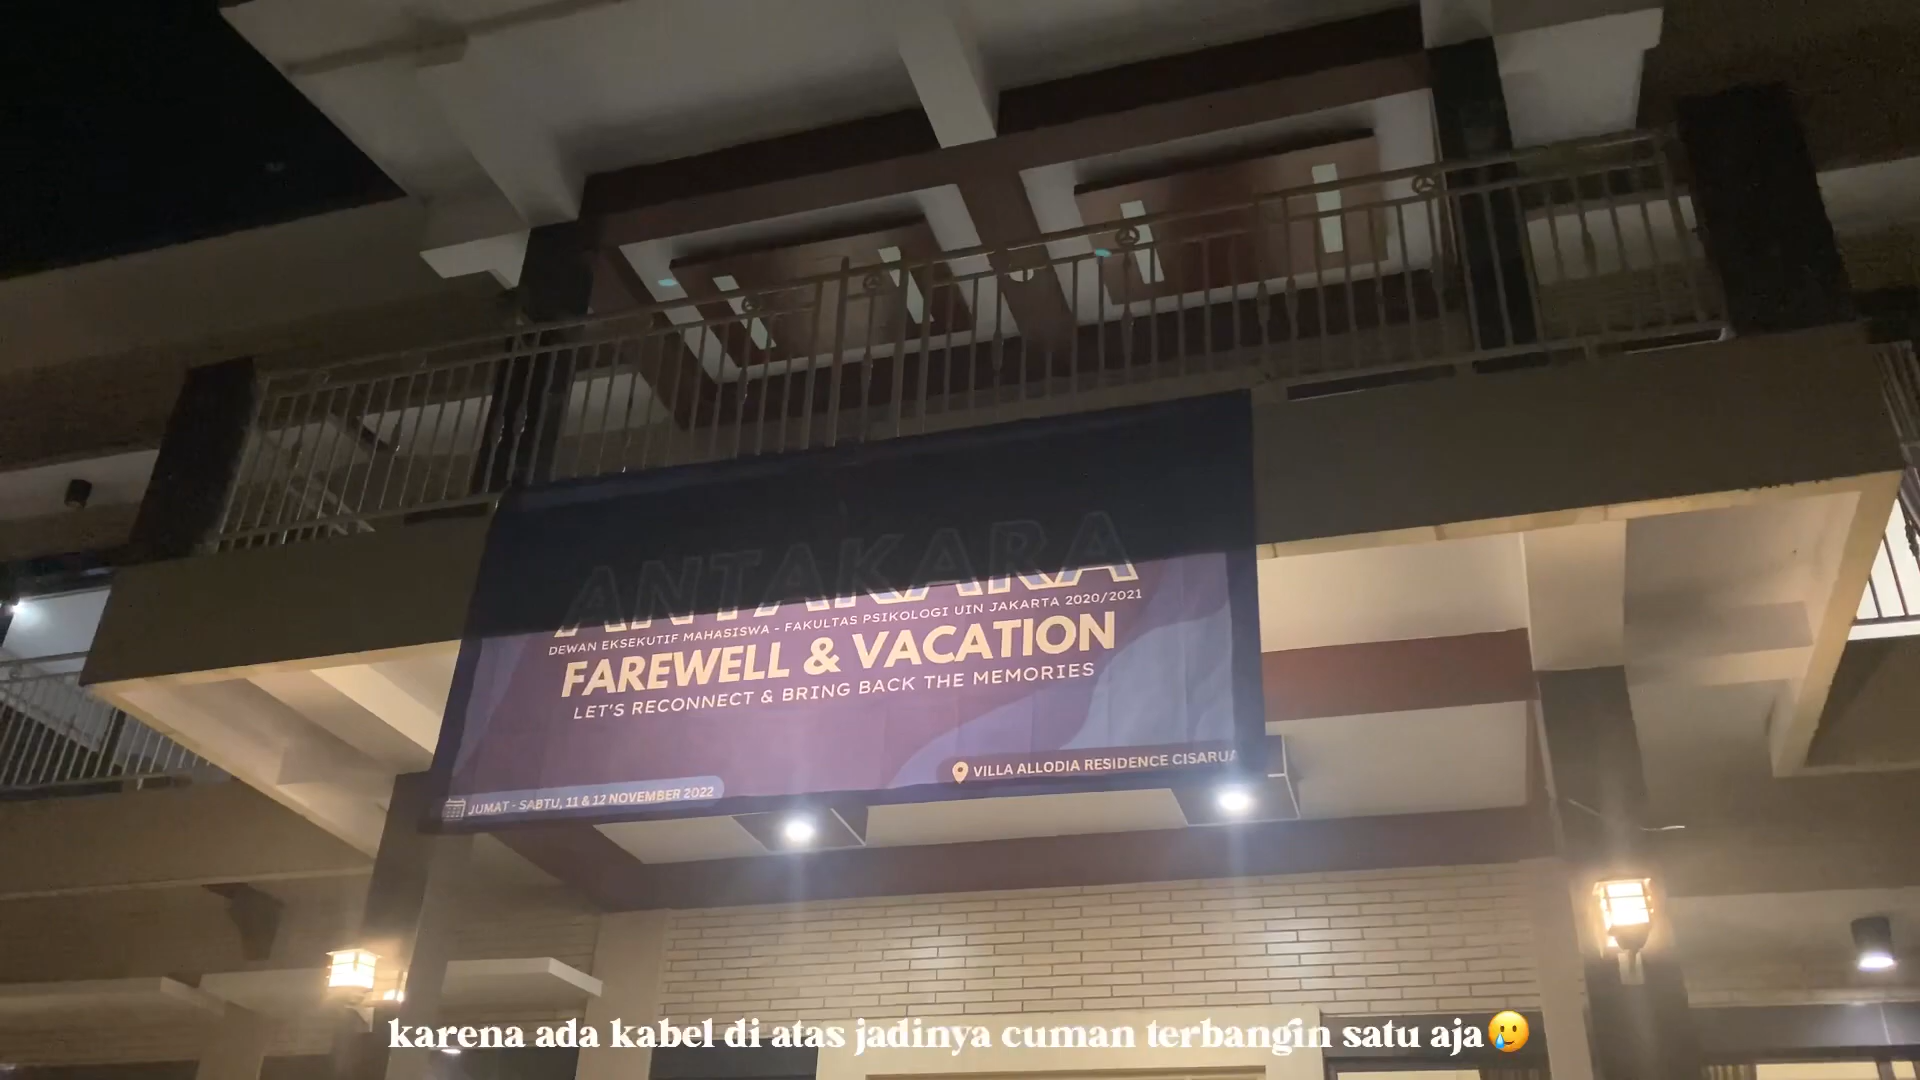 ANTAKARA
DEWAN EKSEKUTIF MAHASISWA - FAKULTAS PSIKOLOGI UIN JAKARTA 2020/2021
FAREWELL & VACATION
LET'S RECONNECT & BRING BACK THE MEMORIES
VILLA ALLODIA RESIDENCE CISARUA
JUMAT - SABTU, 11 & 12 NOVEMBER 2022
karena ada kabel di atas jadinya cuman terbangin satu aja🥲